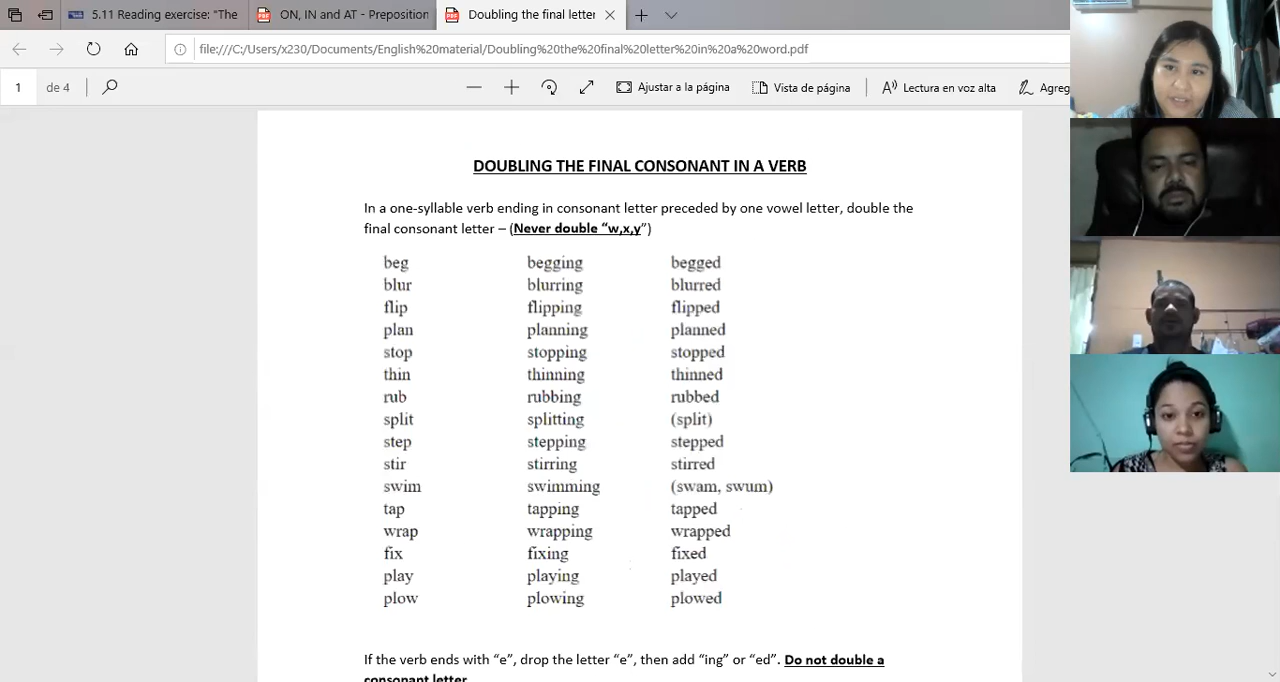 5.11 Reading exercise: "The
ON, IN and AT - Preposition
Doubling the final letter
file:///C:/Users/x230/Documents/English%20material/Doubling%20the%20final%20letter%20in%20a%20word.pdf
1 de 4 Ajustar a la página Vista de página A Lectura en voz alta Agreg
DOUBLING THE FINAL CONSONANT IN A VERB
In a one-syllable verb ending in consonant letter preceded by one vowel letter, double the
final consonant letter – (Never double “w,x,y”)
beg begging begged
blur blurring blurred
flip flipping flipped
plan planning planned
stop stopping stopped
thin thinning thinned
rub rubbing rubbed
split splitting (split)
step stepping stepped
stir stirring stirred
swim swimming (swam, swum)
tap tapping tapped
wrap wrapping wrapped
fix fixing fixed
play playing played
plow plowing plowed
If the verb ends with “e”, drop the letter “e”, then add “ing” or “ed”. Do not double a
consonant letter